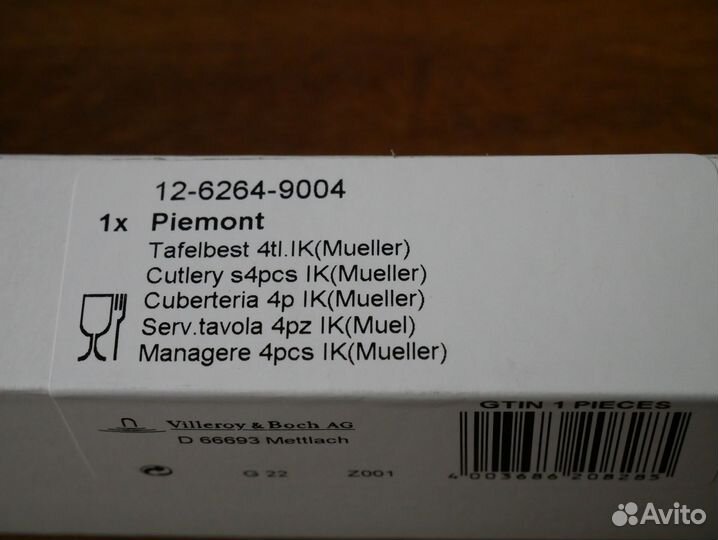 12-6264-9004
1x Piemont
Tafelbest 4tl.IK(Mueller)
Cutlery s4pcs IK(Mueller)
Cuberteria 4p IK(Mueller)
Serv.tavola 4pz IK(Muel)
Managere 4pcs IK(Mueller)
Villeroy & Boch AG
D 66693 Mettlach
G 22 Z001
GTIN 1 PIECES
4 003686 208285
Avito